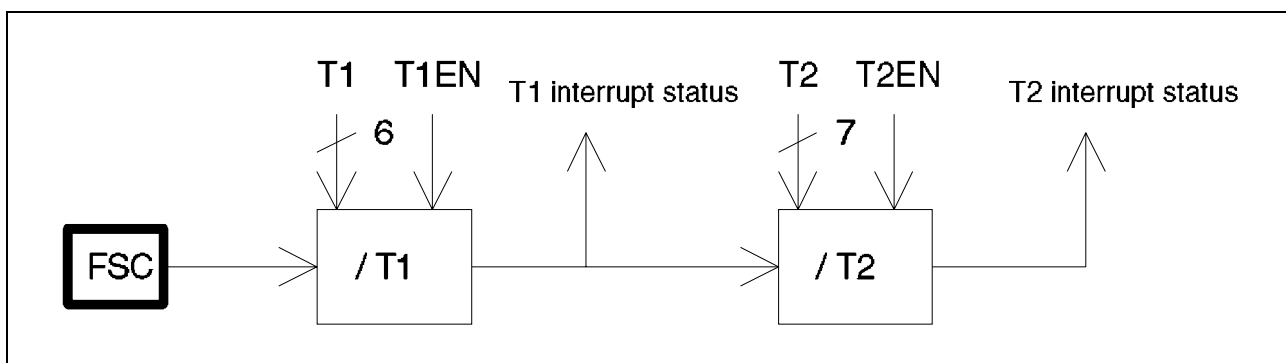 T1 T1EN T1 interrupt status T2 T2EN T2 interrupt status
6 7
FSC / T1 / T2